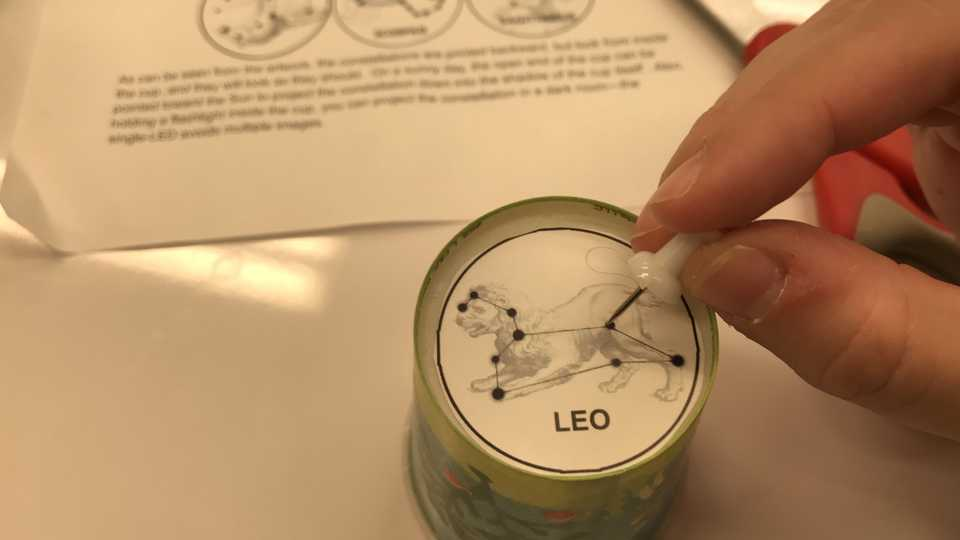 SCORPIUS
SAGITTARIUS
As can be seen from the artwork, the constellations are printed backward, but look from inside
the cup, and they will look as they should. On a sunny day, the open end of the cup can be
pointed toward the Sun to project the constellation down into the shadow of the cup itself. Also,
holding a flashlight inside the cup, you can project the constellation in a dark room—the
single-LED avoids multiple images.
LEO